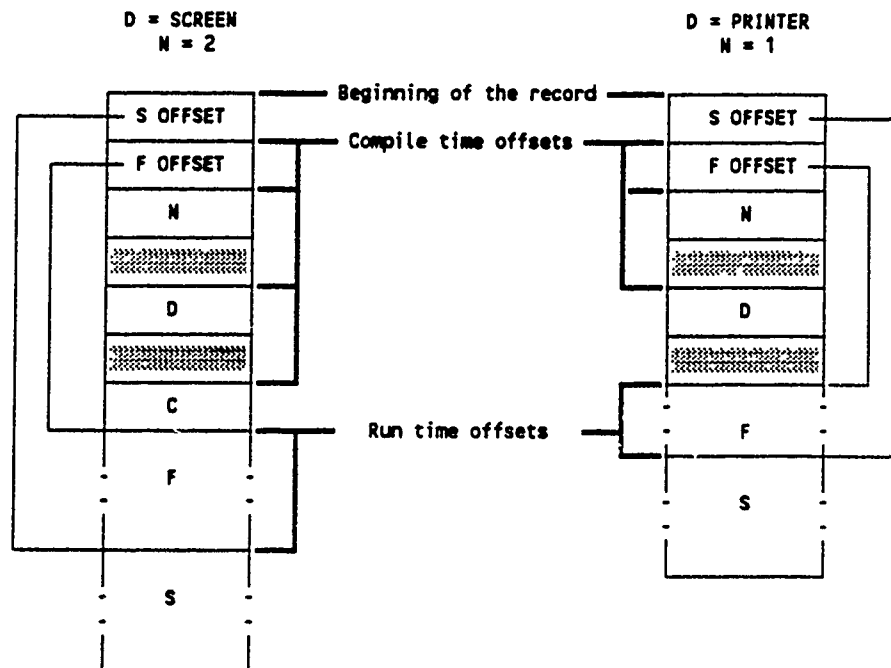 D = SCREEN
N = 2
D = PRINTER
N = 1
Beginning of the record
S OFFSET
S OFFSET
Compile time offsets
F OFFSET
F OFFSET
N
N
D
D
C
Run time offsets
F
F
S
S